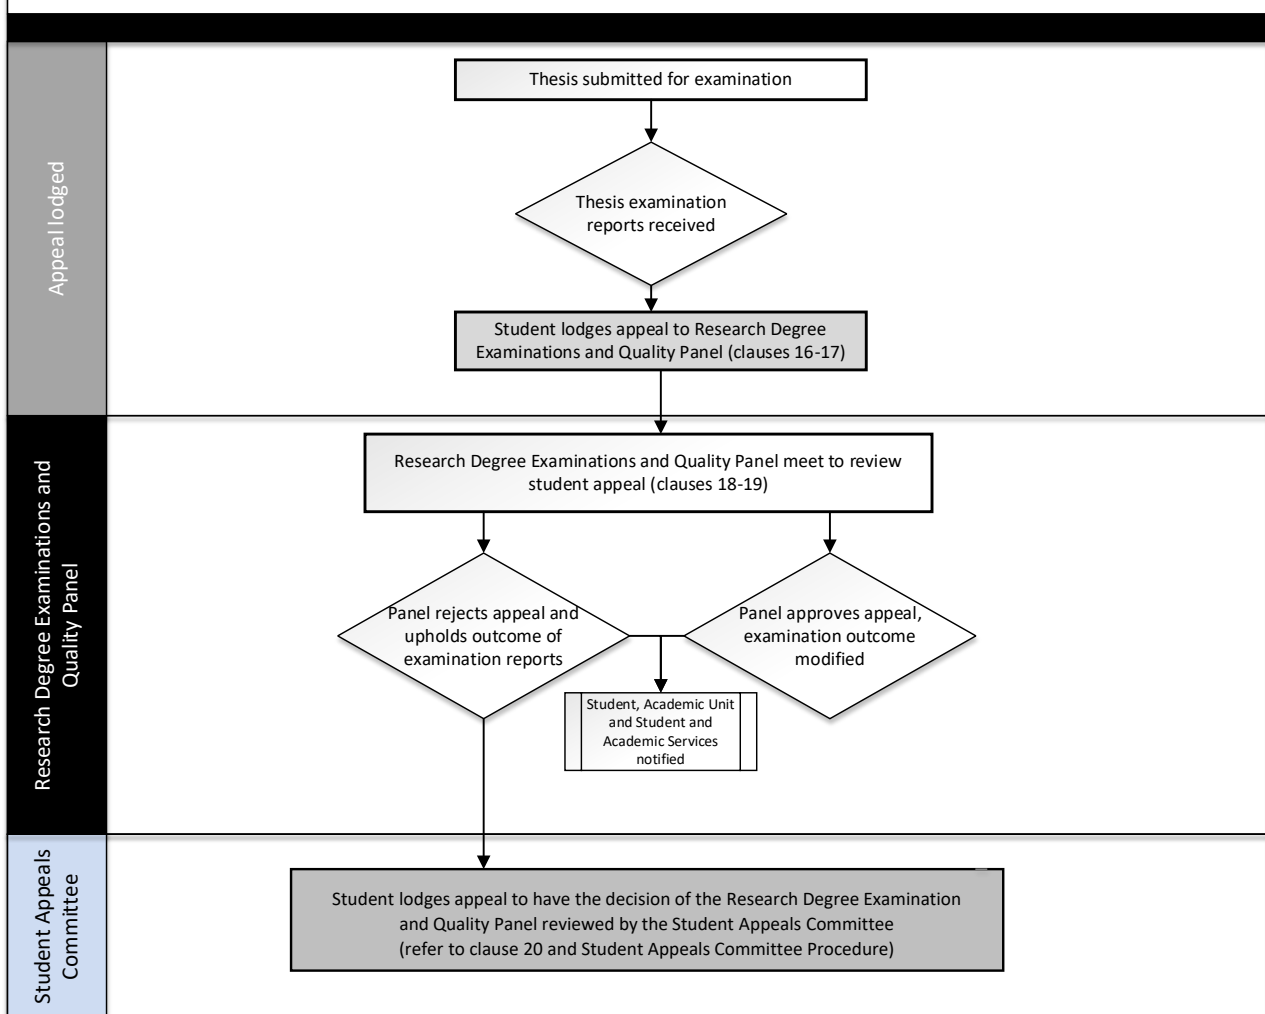 Appeal lodged
Thesis submitted for examination
Thesis examination
reports received
Student lodges appeal to Research Degree
Examinations and Quality Panel (clauses 16-17)
Research Degree Examinations and
Quality Panel
Research Degree Examinations and Quality Panel meet to review
student appeal (clauses 18-19)
Panel rejects appeal and
upholds outcome of
examination reports
Panel approves appeal,
examination outcome
modified
Student, Academic Unit
and Student and
Academic Services
notified
Student Appeals
Committee
Student lodges appeal to have the decision of the Research Degree Examination
and Quality Panel reviewed by the Student Appeals Committee
(refer to clause 20 and Student Appeals Committee Procedure)